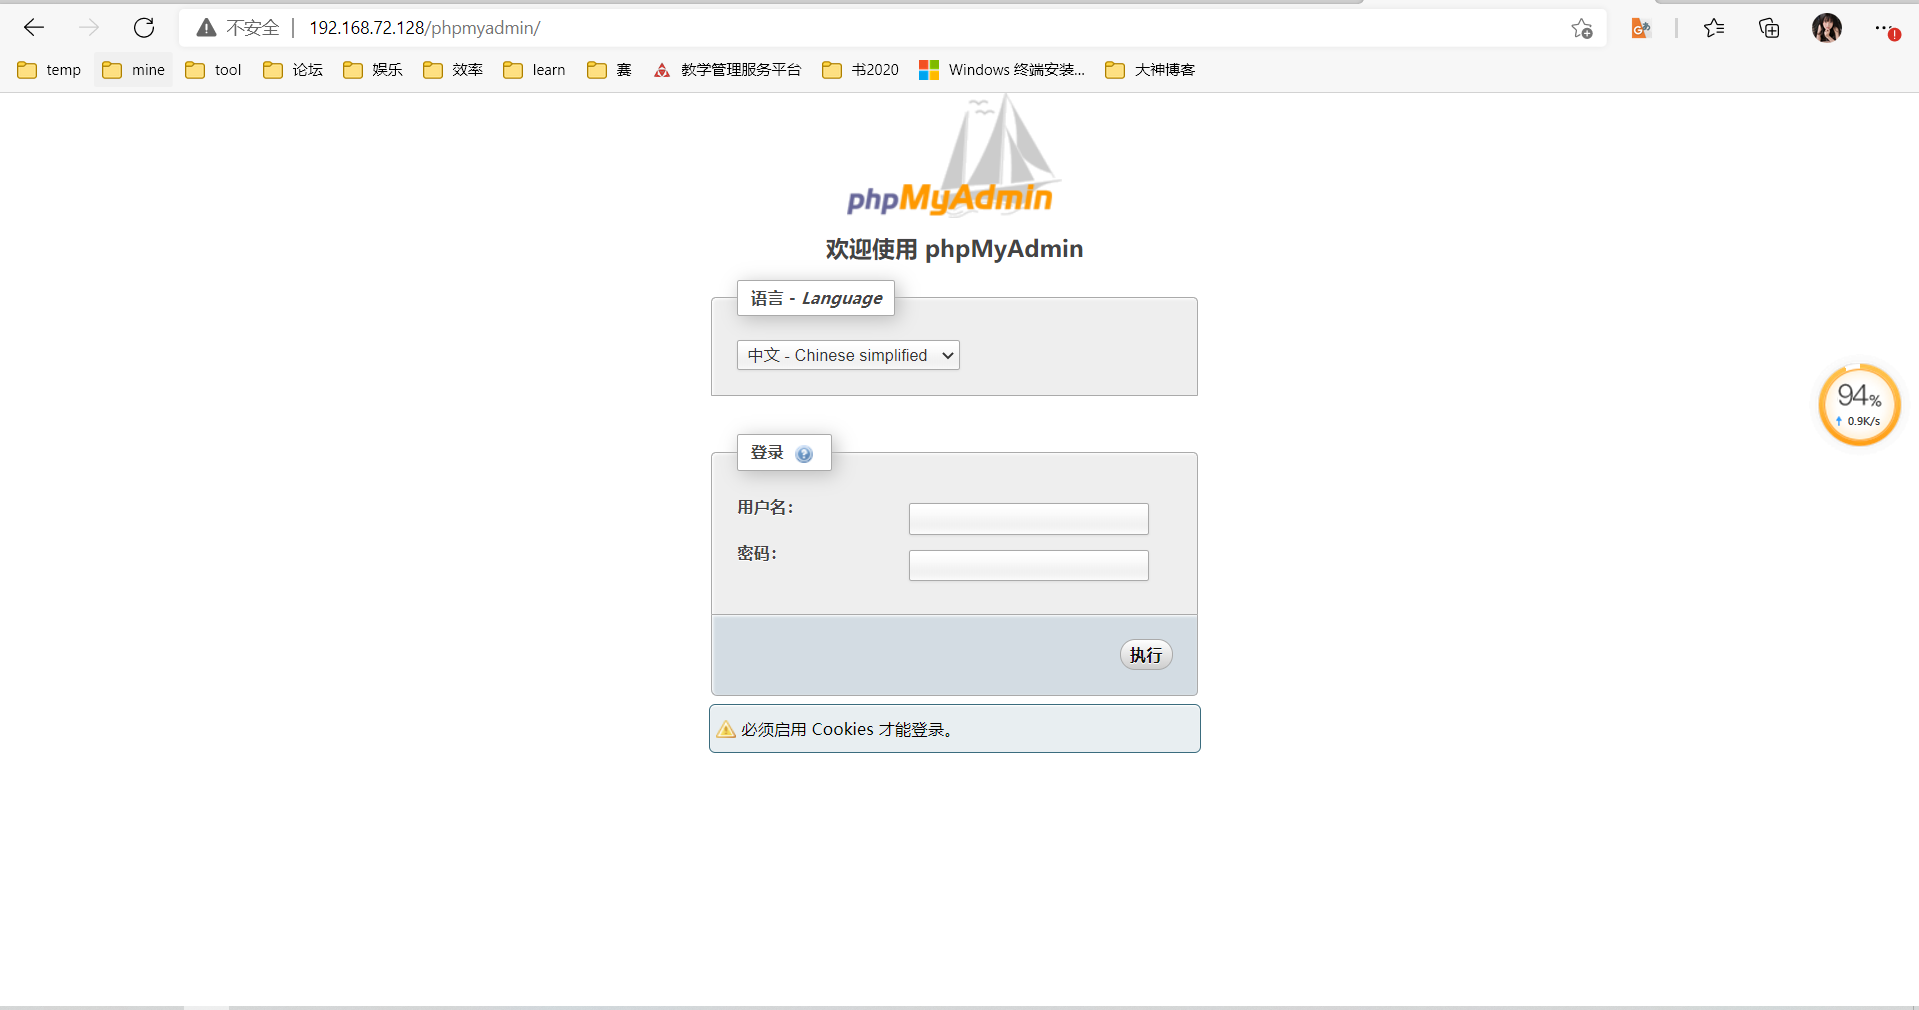 不安全 192.168.72.128/phpmyadmin/
temp mine tool 论坛 娱乐 效率 learn 赛 教学管理服务平台 书2020 Windows 终端安装... 大神博客
phpMyAdmin
欢迎使用 phpMyAdmin
语言 - Language
中文 - Chinese simplified
94%
0.9K/s
登录
用户名：
密码：
执行
必须启用 Cookies 才能登录。